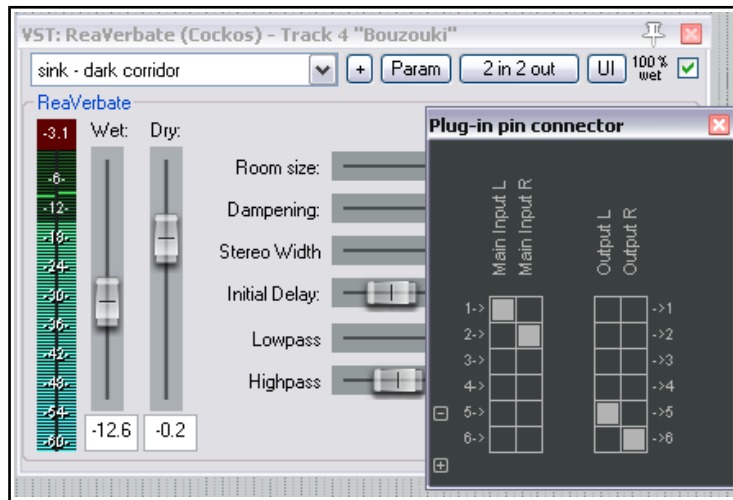 VST: ReaVerbate (Cockos) - Track 4 "Bouzouki"
sink - dark corridor
+
Param
2 in 2 out
UI
100%
wet
ReaVerbate
-3.1
Wet:
Dry:
-6-
-12-
-18-
-24-
-30-
-36-
-42-
-48-
-54-
-60-
-12.6
-0.2
Room size:
Dampening:
Stereo Width
Initial Delay:
Lowpass
Highpass
Plug-in pin connector
Main Input L
Main Input R
Output L
Output R
1->
->1
2->
->2
3->
->3
4->
->4
5->
->5
6->
->6